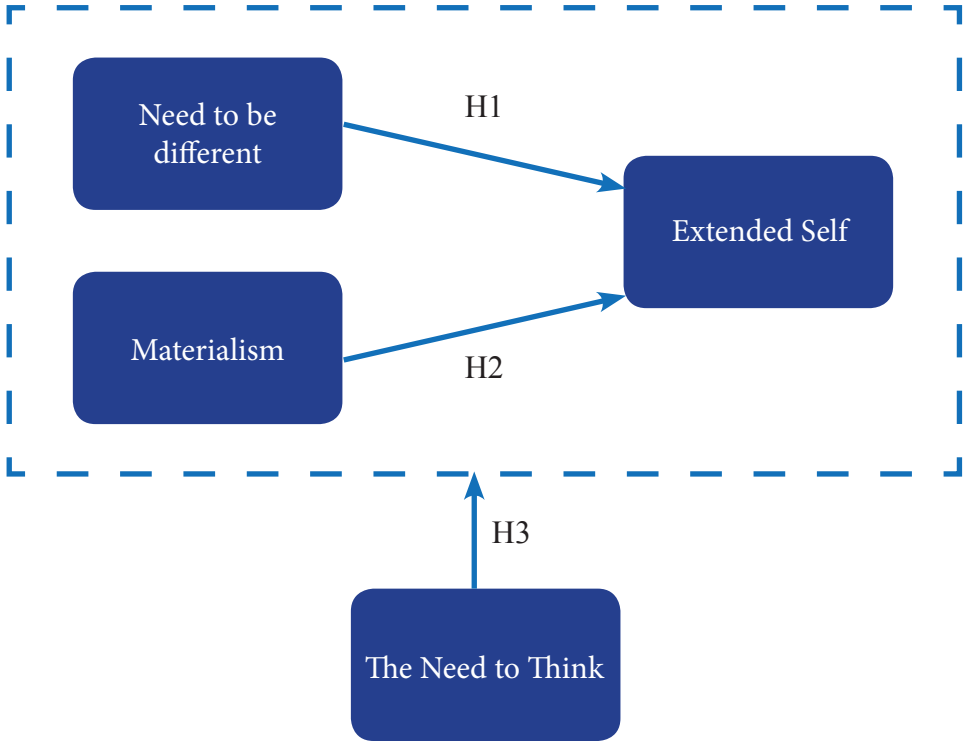 Need to be
different
H1
Extended Self
Materialism
H2
H3
The Need to Think